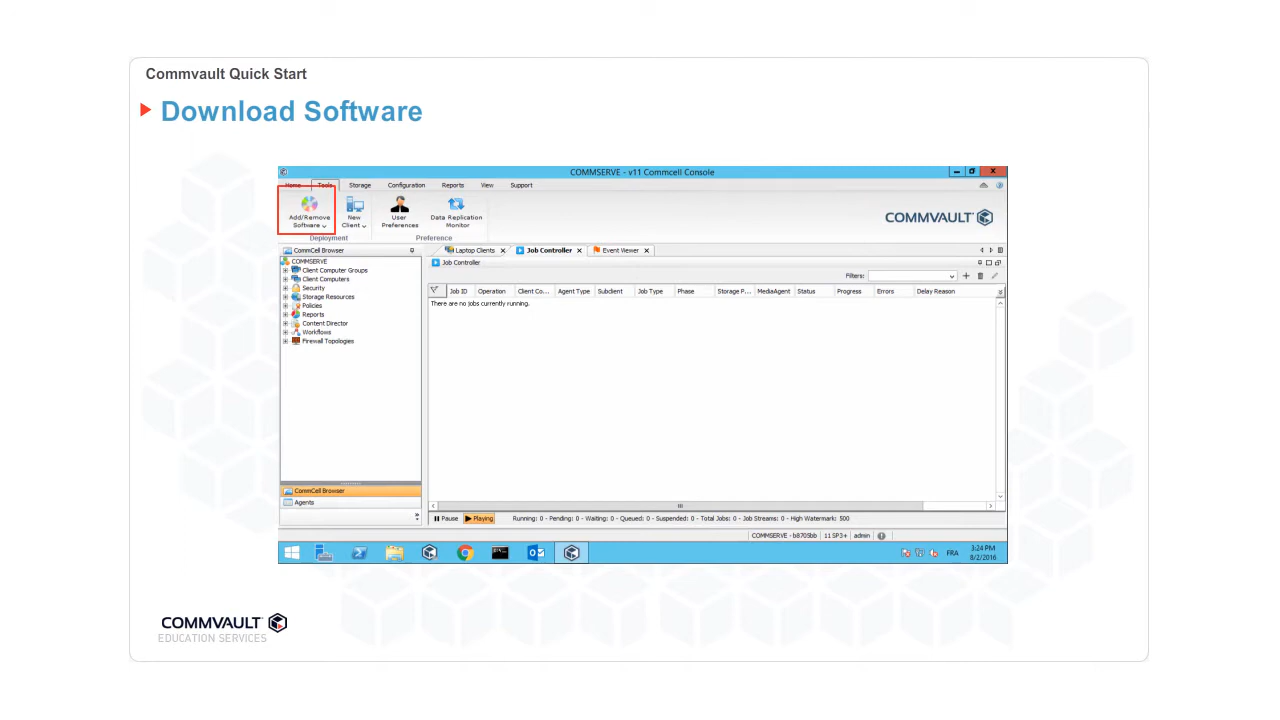 Commvault Quick Start
Download Software
COMMSERVE - v11 Commcell Console
Home Tools Storage Configuration Reports View Support
Add/Remove Software
New Client
User Preferences
Data Replication Monitor
Deployment
Preference
COMMVAULT
CommCell Browser
Laptop Clients Job Controller Event Viewer
COMMSERVE
Client Computer Groups
Client Computers
Security
Storage Resources
Policies
Reports
Content Director
Workflows
Firewall Topologies
Job Controller
Filters:
Job ID Operation Client Co... Agent Type Subclient Job Type Phase Storage P... MediaAgent Status Progress Errors Delay Reason
There are no jobs currently running.
CommCell Browser
Agents
Pause Playing Running: 0 - Pending: 0 - Waiting: 0 - Queued: 0 - Suspended: 0 - Total Jobs: 0 - Job Streams: 0 - High Watermark: 500
COMMSERVE - b8705bb 11 SP3+ admin
FRA
3:24 PM
8/2/2016
COMMVAULT
EDUCATION SERVICES